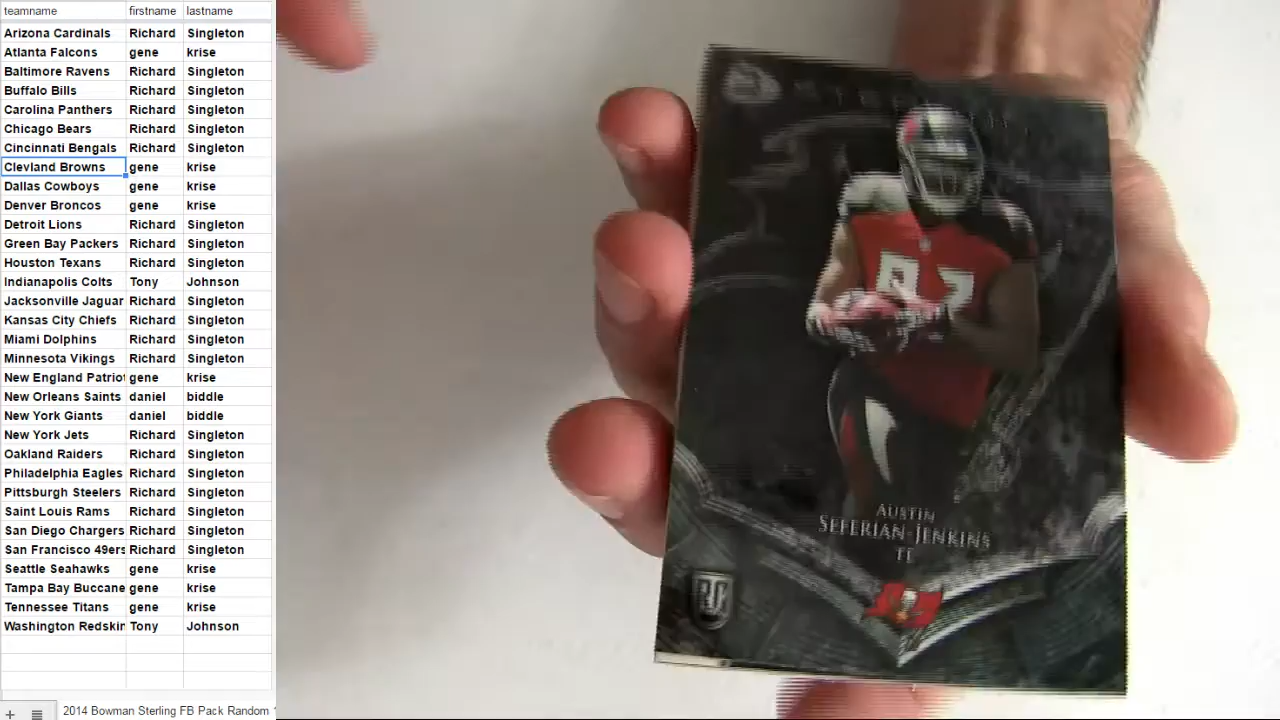 teamname firstname lastname
Arizona Cardinals Richard Singleton
Atlanta Falcons gene krise
Baltimore Ravens Richard Singleton
Buffalo Bills Richard Singleton
Carolina Panthers Richard Singleton
Chicago Bears Richard Singleton
Cincinnati Bengals Richard Singleton
Clevland Browns gene krise
Dallas Cowboys gene krise
Denver Broncos gene krise
Detroit Lions Richard Singleton
Green Bay Packers Richard Singleton
Houston Texans Richard Singleton
Indianapolis Colts Tony Johnson
Jacksonville Jaguar Richard Singleton
Kansas City Chiefs Richard Singleton
Miami Dolphins Richard Singleton
Minnesota Vikings Richard Singleton
New England Patriot gene krise
New Orleans Saints daniel biddle
New York Giants daniel biddle
New York Jets Richard Singleton
Oakland Raiders Richard Singleton
Philadelphia Eagles Richard Singleton
Pittsburgh Steelers Richard Singleton
Saint Louis Rams Richard Singleton
San Diego Chargers Richard Singleton
San Francisco 49ers Richard Singleton
Seattle Seahawks gene krise
Tampa Bay Buccane gene krise
Tennessee Titans gene krise
Washington Redskin Tony Johnson
2014 Bowman Sterling FB Pack Random
AUSTIN
SEFERIAN-JENKINS
TE